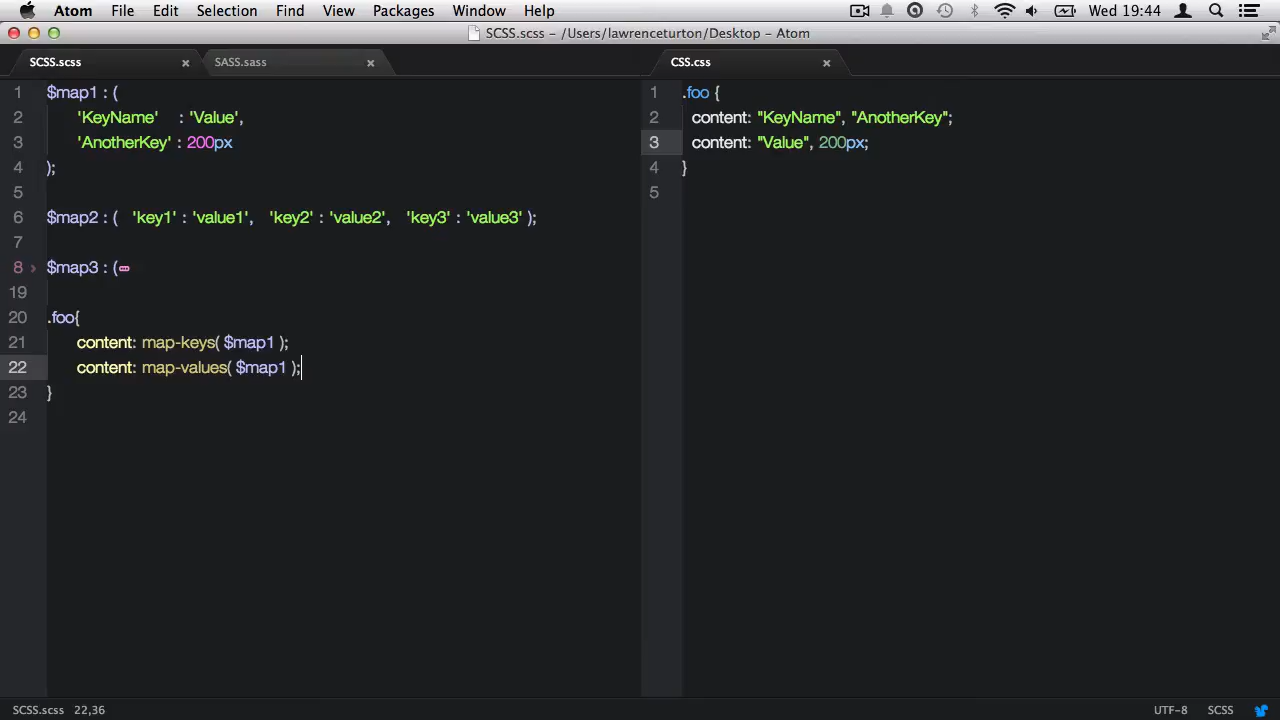 Atom File Edit Selection Find View Packages Window Help Wed 19:44
SCSS.scss – /Users/lawrenceturton/Desktop – Atom
SCSS.scss × SASS.sass × CSS.css ×
1 $map1 : (
2 'KeyName' : 'Value',
3 'AnotherKey' : 200px
4 );
5
6 $map2 : ( 'key1' : 'value1', 'key2' : 'value2', 'key3' : 'value3' );
7
8 $map3 : (
19
20 .foo{
21 content: map-keys( $map1 );
22 content: map-values( $map1 );
23 }
24
1 .foo {
2 content: "KeyName", "AnotherKey";
3 content: "Value", 200px;
4 }
5
SCSS.scss 22,36 UTF-8 SCSS